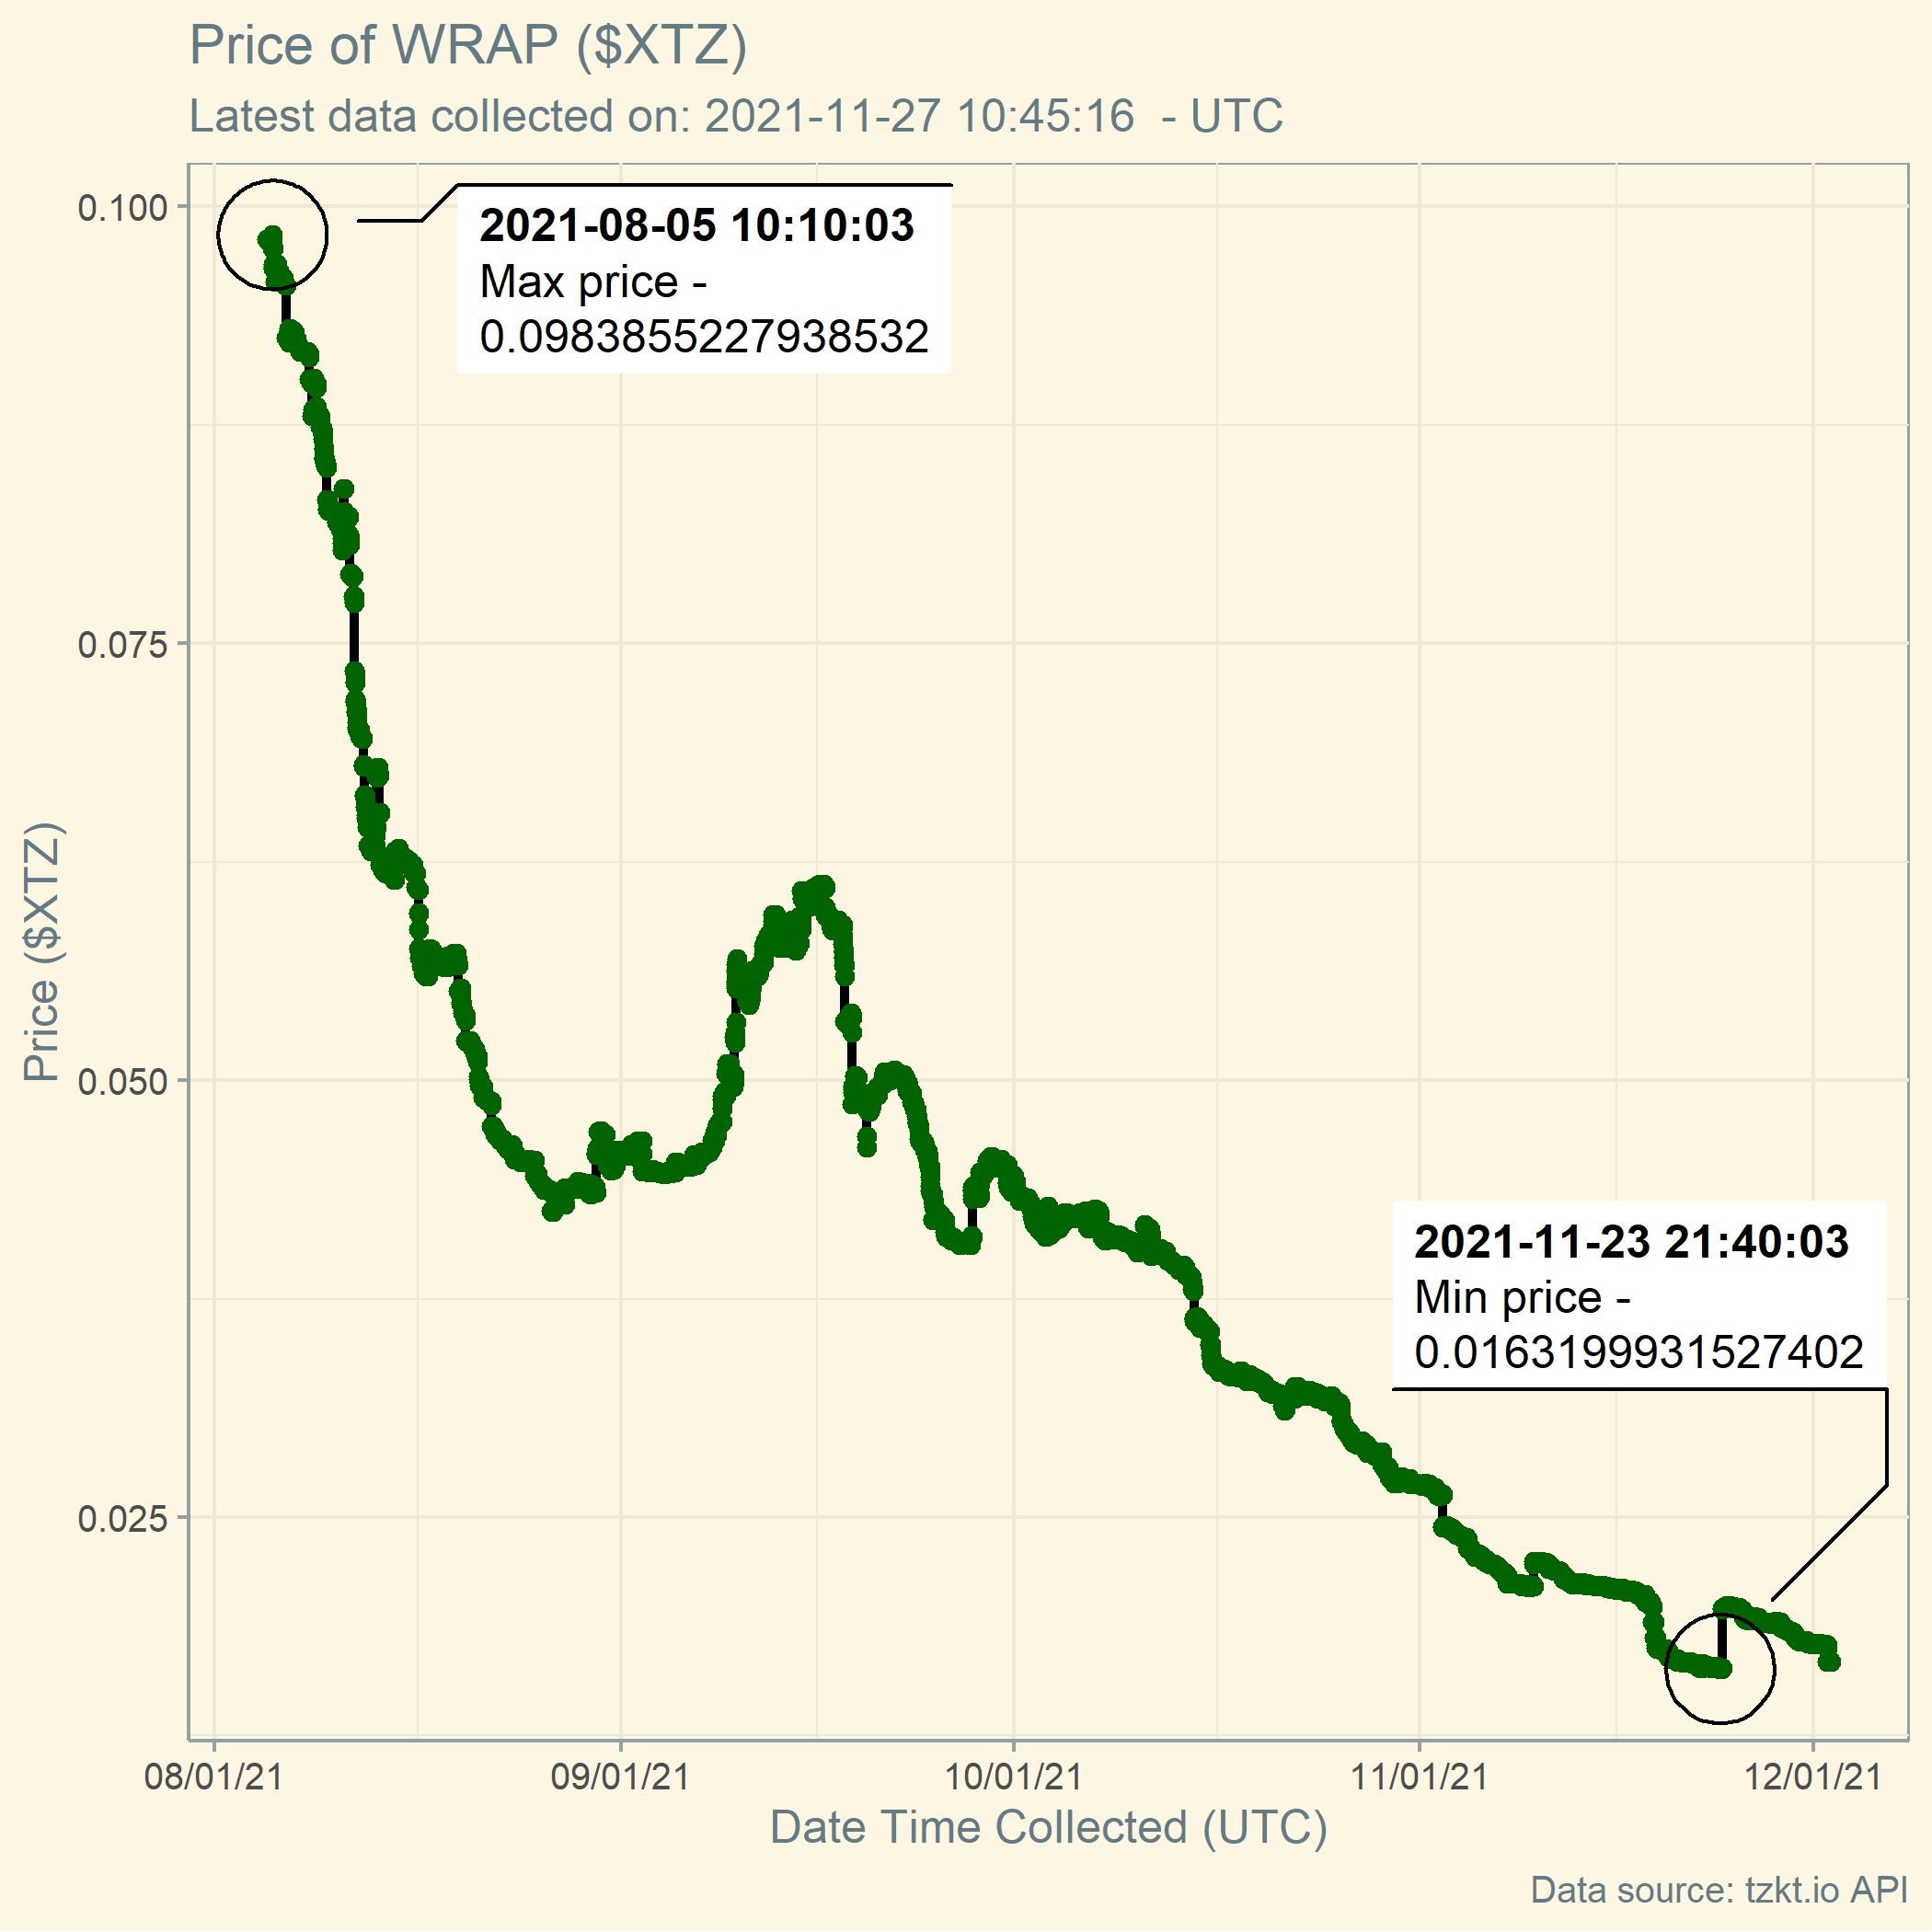 Price of WRAP ($XTZ)
Latest data collected on: 2021-11-27 10:45:16  - UTC
2021-08-05 10:10:03
Max price -
0.0983855227938532
2021-11-23 21:40:03
Min price -
0.01631999931527402
Price ($XTZ)
0.100
0.075
0.050
0.025
08/01/21
09/01/21
10/01/21
11/01/21
12/01/21
Date Time Collected (UTC)
Data source: tzkt.io API